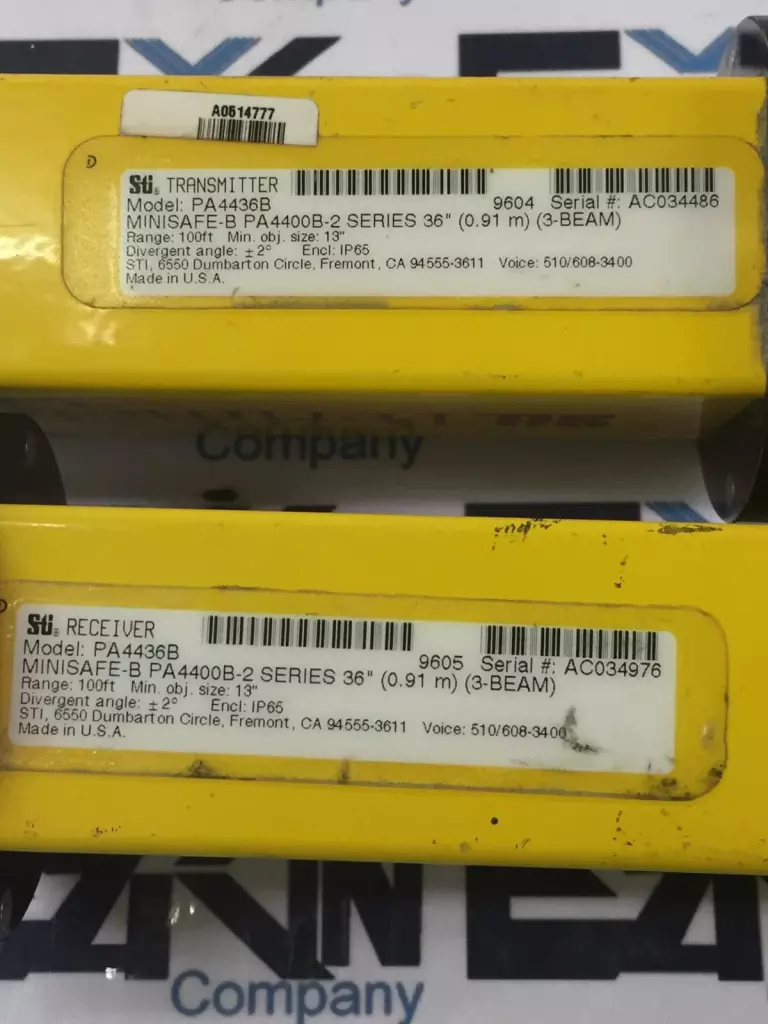 Company
A0514777
D
Sti® TRANSMITTER
Model: PA4436B 9604 Serial #: AC034486
MINISAFE-B PA4400B-2 SERIES 36" (0.91 m) (3-BEAM)
Range: 100ft Min. obj. size: 13"
Divergent angle: ±2° Encl: IP65
STI, 6550 Dumbarton Circle, Fremont, CA 94555-3611 Voice: 510/608-3400
Made in U.S.A.
Company
Sti® RECEIVER
Model: PA4436B 9605 Serial #: AC034976
MINISAFE-B PA4400B-2 SERIES 36" (0.91 m) (3-BEAM)
Range: 100ft Min. obj. size: 13"
Divergent angle: ±2° Encl: IP65
STI, 6550 Dumbarton Circle, Fremont, CA 94555-3611 Voice: 510/608-3400
Made in U.S.A.
Company